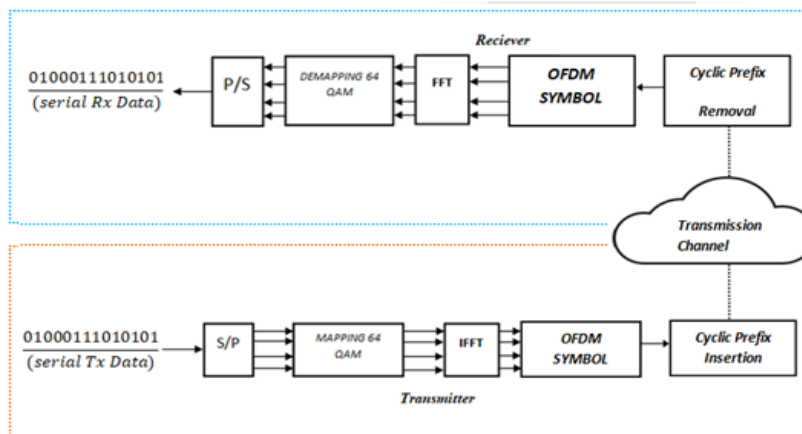 Reciever
01000111010101
(serial Rx Data)
P/S
DEMAPPING 64
QAM
FFT
OFDM
SYMBOL
Cyclic Prefix
Removal
Transmission
Channel
01000111010101
(serial Tx Data)
S/P
MAPPING 64
QAM
IFFT
OFDM
SYMBOL
Cyclic Prefix
Insertion
Transmitter